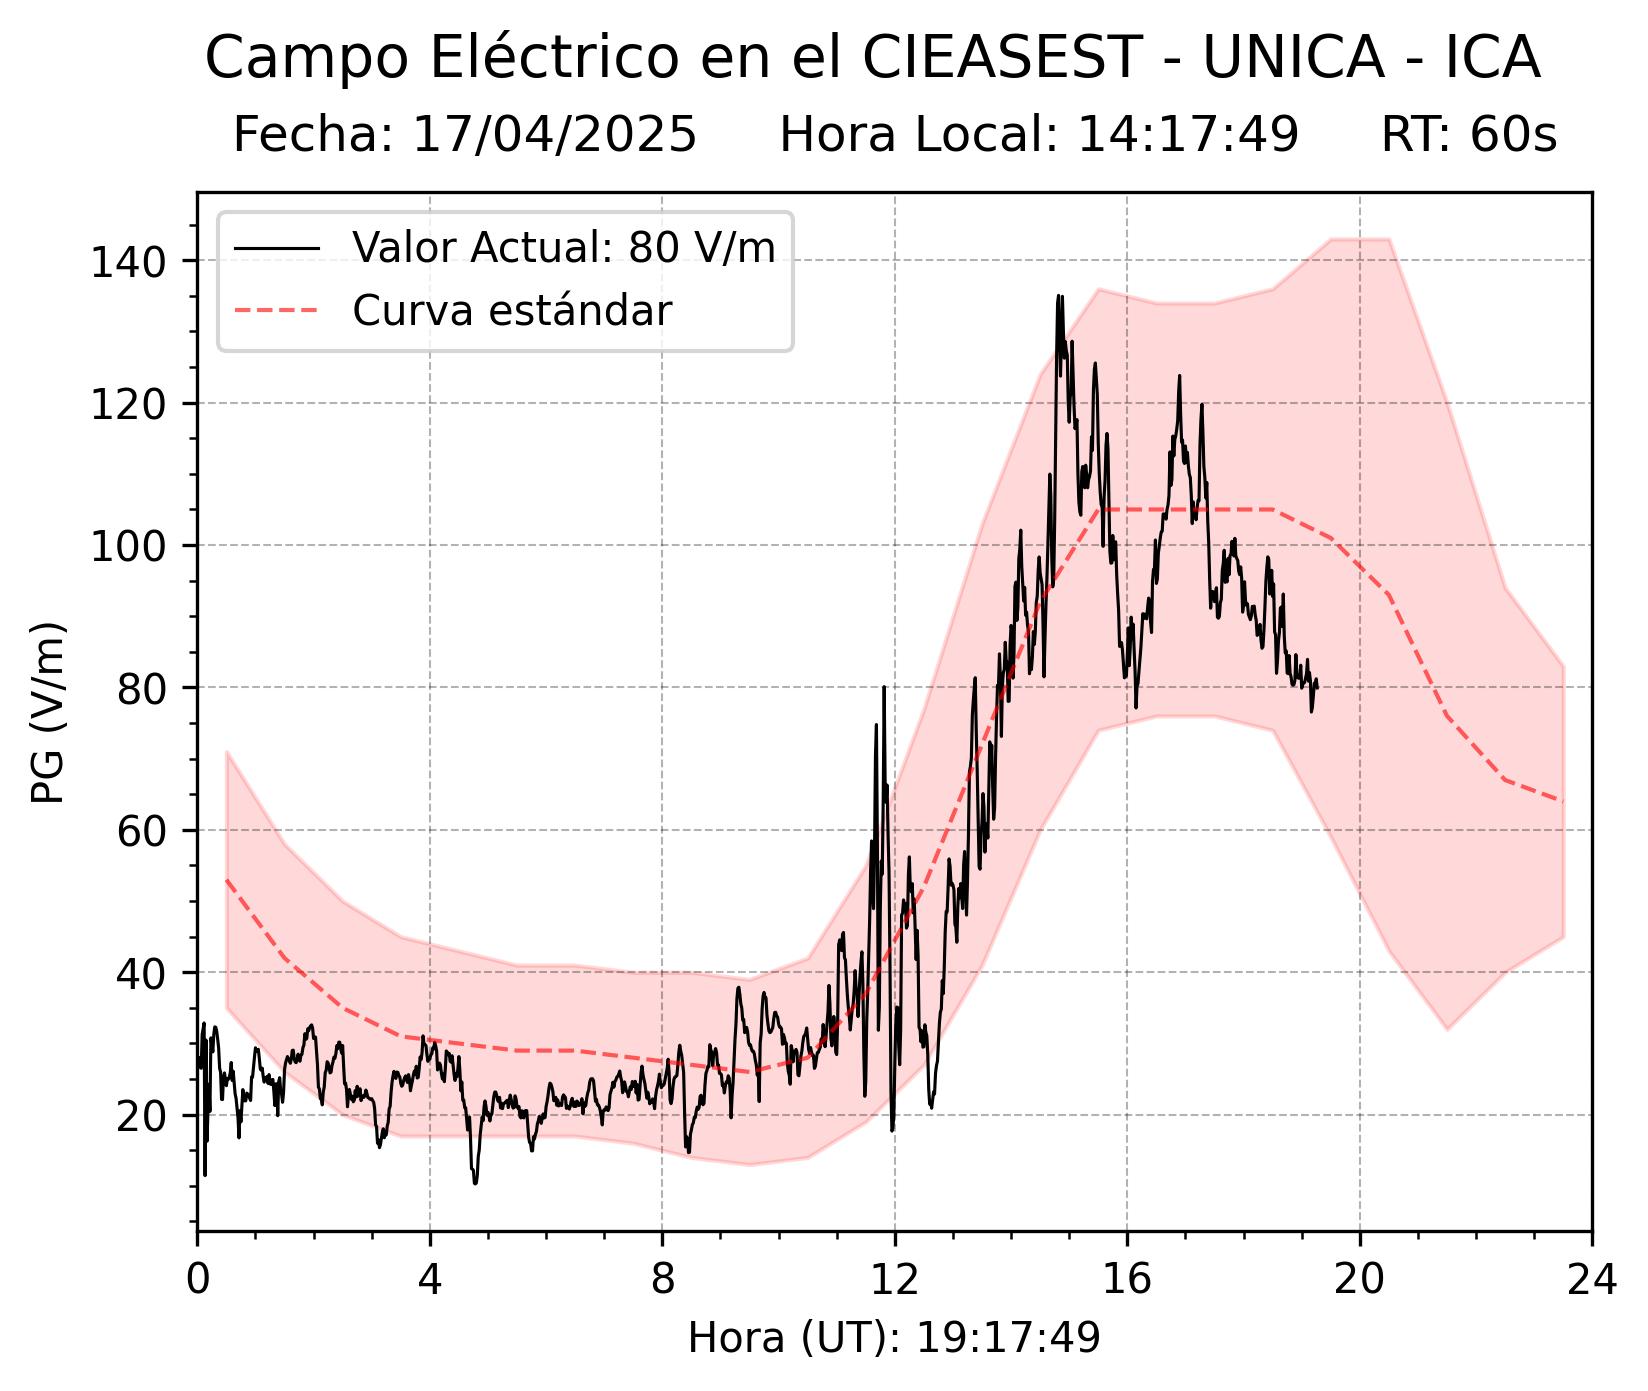 Campo Eléctrico en el CIEASEST - UNICA - ICA
Fecha: 17/04/2025 Hora Local: 14:17:49 RT: 60s
Valor Actual: 80 V/m
Curva estándar
PG (V/m)
140
120
100
80
60
40
20
0 4 8 12 16 20 24
Hora (UT): 19:17:49